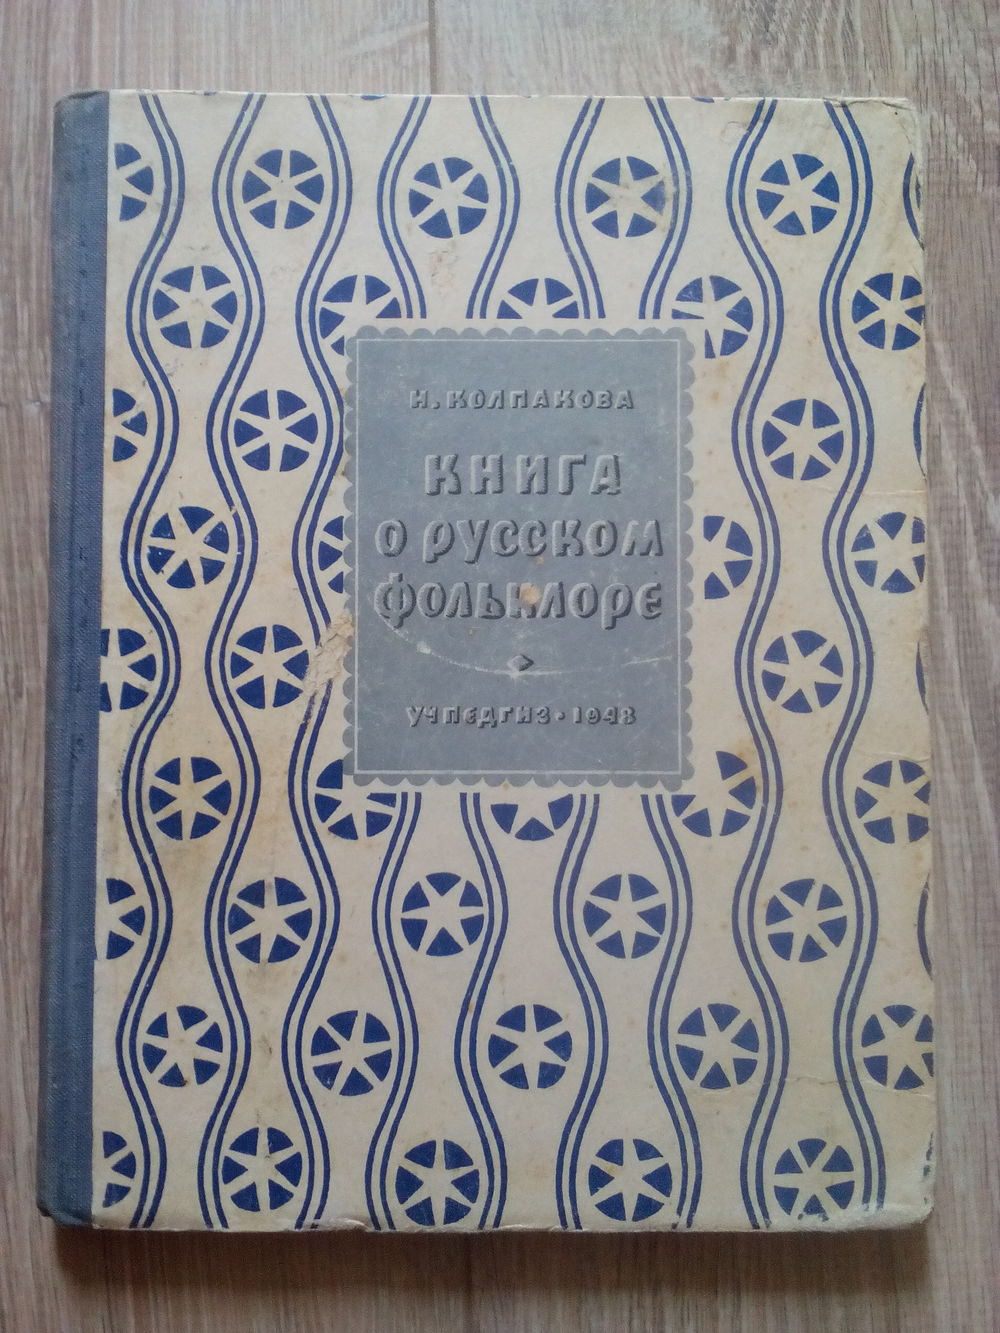 Н. КОЛПАКОВА
КНИГА
О РУССКОМ
ФОЛЬКЛОРЕ
УЧПЕДГИЗ • 1948